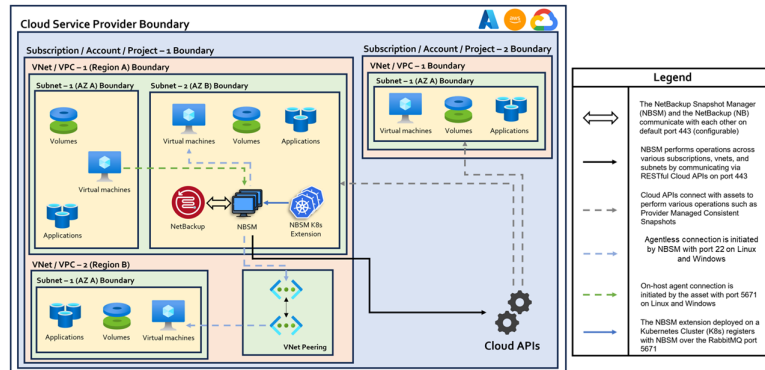 Cloud Service Provider Boundary
aws
Subscription / Account / Project – 1 Boundary
VNet / VPC – 1 (Region A) Boundary
Subnet – 1 (AZ A) Boundary
Volumes
Virtual machines
Applications
Subnet – 2 (AZ B) Boundary
Virtual machines
Volumes
Applications
NetBackup
NBSM
NBSM K8s
Extension
Subscription / Account/Project– 2 Boundary
VNet / VPC – 1 Boundary
Subnet – 1 (AZ A) Boundary
Virtual machines
Volumes
Applications
VNet / VPC – 2 (Region B)
Subnet – 1 (AZ A) Boundary
Applications
Volumes
Virtual machines
VNet Peering
Cloud APIs
Legend
The NetBackup Snapshot Manager
(NBSM) and the NetBackup (NB)
communicate with each other on
default port 443 (configurable)
NBSM performs operations across
various subscriptions, vnets, and
subnets by communicating via
RESTful Cloud APIs on port 443
Cloud APIs connect with assets to
perform various operations such as
Provider Managed Consistent
Snapshots
Agentless connection is initiated
by NBSM with port 22 on Linux
and Windows
On-host agent connection is
initiated by the asset with port 5671
on Linux and Windows
The NBSM extension deployed on a
Kubernetes Cluster (K8s) registers
with NBSM over the RabbitMQ port
5671